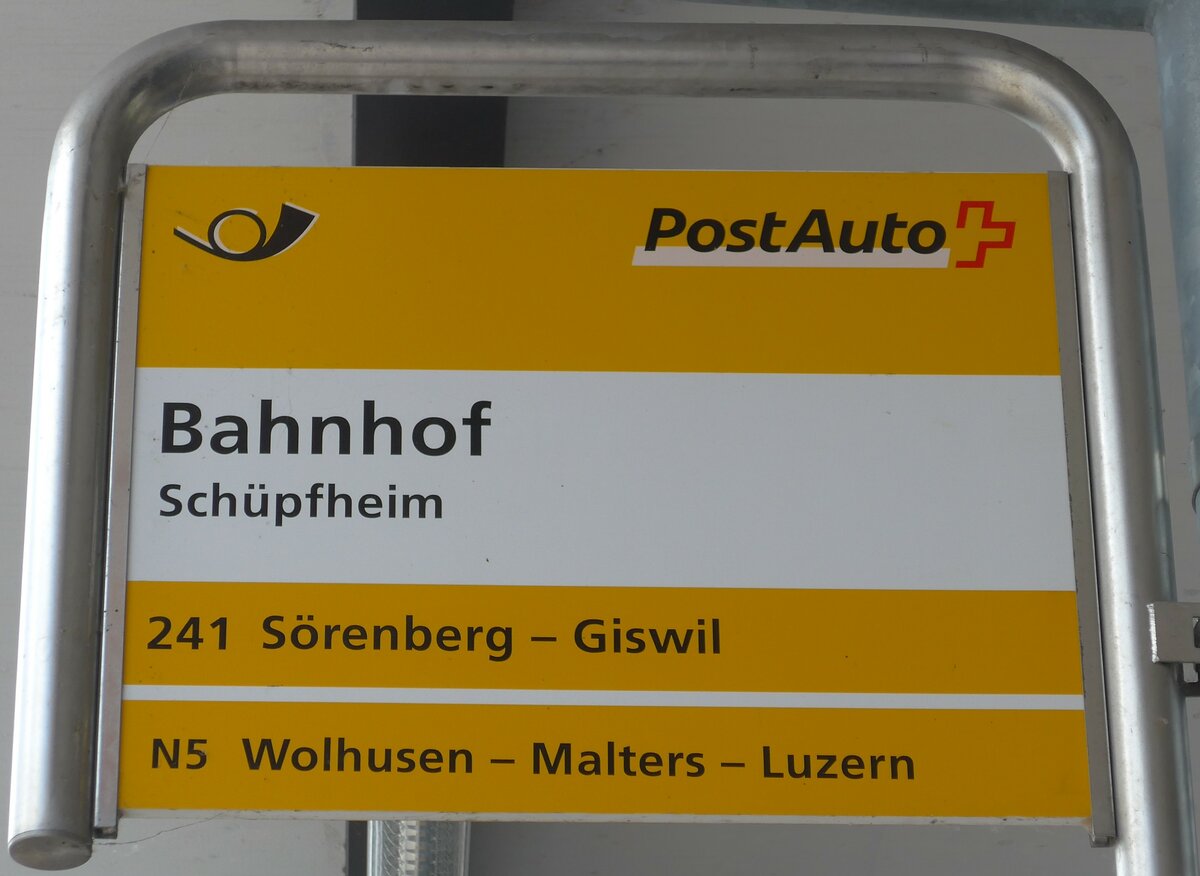 PostAuto
Bahnhof
Schüpfheim
241 Sörenberg – Giswil
N5 Wolhusen – Malters – Luzern